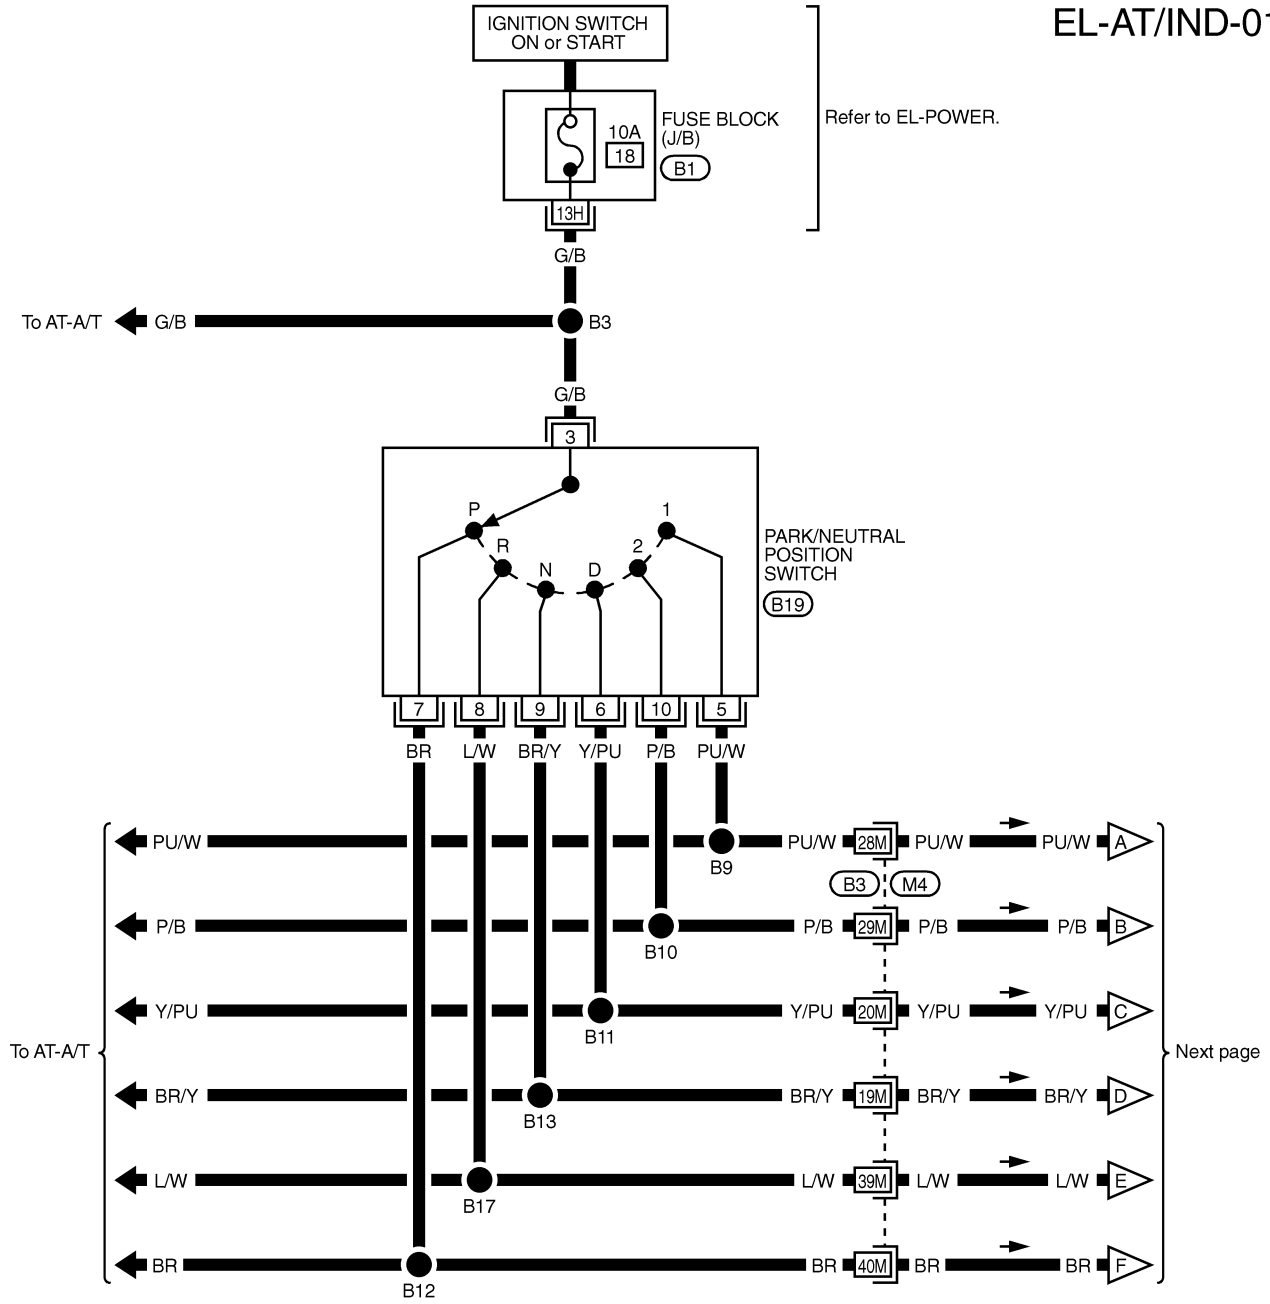 EL-AT/IND-01
IGNITION SWITCH
ON or START
FUSE BLOCK
(J/B)
10A
18
B1
Refer to EL-POWER.
13H
G/B
To AT-A/T
G/B
B3
G/B
3
P
R
N
D
2
1
PARK/NEUTRAL
POSITION
SWITCH
B19
7
8
9
6
10
5
BR
L/W
BR/Y
Y/PU
P/B
PU/W
PU/W
B9
PU/W
28M
PU/W
PU/W
A
B3
M4
P/B
B10
P/B
29M
P/B
P/B
B
Y/PU
B11
Y/PU
20M
Y/PU
Y/PU
C
To AT-A/T
Next page
BR/Y
B13
BR/Y
19M
BR/Y
BR/Y
D
L/W
B17
L/W
39M
L/W
L/W
E
BR
B12
BR
40M
BR
BR
F